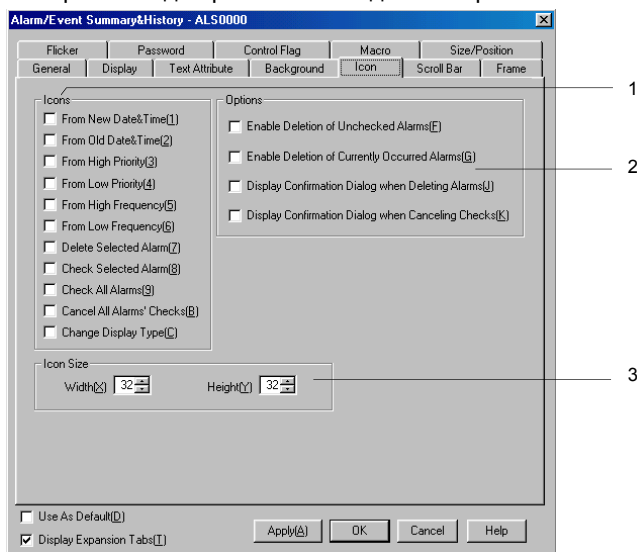 Alarm/Event Summary&History - ALS0000
Flicker Password Control Flag Macro Size/Position
General Display Text Attribute Background Icon Scroll Bar Frame
Icons
From New Date&Time(1)
From Old Date&Time(2)
From High Priority(3)
From Low Priority(4)
From High Frequency(5)
From Low Frequency(6)
Delete Selected Alarm(7)
Check Selected Alarm(8)
Check All Alarms(9)
Cancel All Alarms' Checks(B)
Change Display Type(C)
Options
Enable Deletion of Unchecked Alarms(F)
Enable Deletion of Currently Occurred Alarms(G)
Display Confirmation Dialog when Deleting Alarms(J)
Display Confirmation Dialog when Canceling Checks(K)
1
2
Icon Size
Width(X) 32 Height(Y) 32
3
Use As Default(D)
Display Expansion Tabs(T)
Apply(A) OK Cancel Help